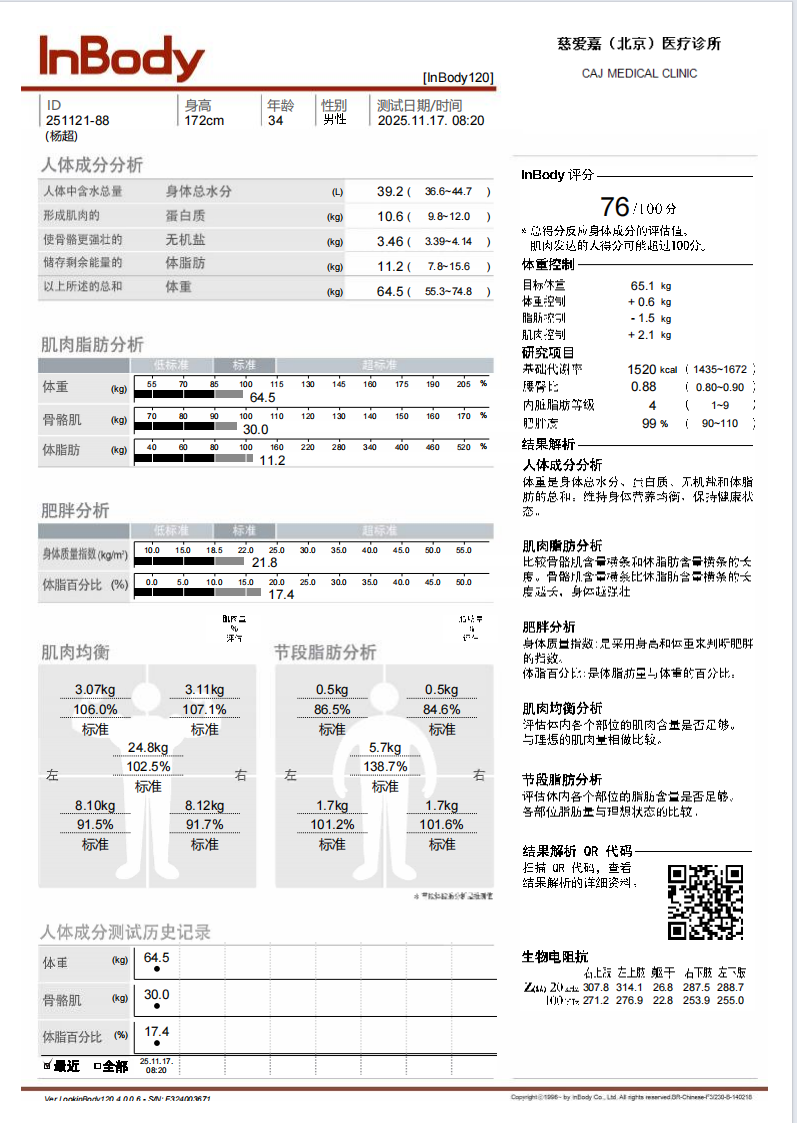 InBody
[InBody120]
慈爱嘉（北京）医疗诊所
CAJ MEDICAL CLINIC
ID 身高 年龄 性别 测试日期/时间
251121-88 172cm 34 男性 2025.11.17. 08:20
(杨超)
人体成分分析
人体中含水总量 身体总水分 (L) 39.2 ( 36.6~44.7 )
形成肌肉的 蛋白质 (kg) 10.6 ( 9.8~12.0 )
使骨骼更强壮的 无机盐 (kg) 3.46 ( 3.39~4.14 )
储存剩余能量的 体脂肪 (kg) 11.2 ( 7.8~15.6 )
以上所述的总和 体重 (kg) 64.5 ( 55.3~74.8 )
肌肉脂肪分析
低标准 标准 超标准
体重 (kg) 55 70 85 100 115 130 145 160 175 190 205 %
64.5
骨骼肌 (kg) 70 80 90 100 110 120 130 140 150 160 170 %
30.0
体脂肪 (kg) 40 60 80 100 160 220 280 340 400 460 520 %
11.2
肥胖分析
低标准 标准 超标准
身体质量指数 (kg/m²) 10.0 15.0 18.5 22.0 25.0 30.0 35.0 40.0 45.0 50.0 55.0
21.8
体脂百分比 (%) 0.0 5.0 10.0 15.0 20.0 25.0 30.0 35.0 40.0 45.0 50.0
17.4
肌肉量
%
评估
肌肉均衡
3.07kg 3.11kg
106.0% 107.1%
标准 标准
24.8kg
102.5%
标准
左 右
8.10kg 8.12kg
91.5% 91.7%
标准 标准
节段脂肪分析
0.5kg 0.5kg
86.5% 84.6%
标准 标准
5.7kg
138.7%
标准
左 右
1.7kg 1.7kg
101.2% 101.6%
标准 标准
人体成分测试历史记录
体重 (kg) 64.5
骨骼肌 (kg) 30.0
体脂百分比 (%) 17.4
最近 全部 25.11.17.
08:20
InBody 评分
76/100分
* 总得分反应身体成分的评估值。
肌肉发达的人得分可能超过100分。
体重控制
目标体重 65.1 kg
体重控制 + 0.6 kg
脂肪控制 - 1.5 kg
肌肉控制 + 2.1 kg
研究项目
基础代谢率 1520 kcal ( 1435~1672 )
腰臀比 0.88 ( 0.80~0.90 )
内脏脂肪等级 4 ( 1~9 )
肥胖度 99 % ( 90~110 )
结果解析
人体成分分析
体重是身体总水分、蛋白质、无机盐和体脂
肪的总和。维持身体营养均衡，保持健康状
态。
肌肉脂肪分析
比较骨骼肌含量横条和体脂肪含量横条的长
度。骨骼肌含量横条比体脂肪含量横条的长
度越长，身体越强壮
肥胖分析
身体质量指数:是采用身高和体重来判断肥胖
的指数。
体脂百分比:是体脂肪量与体重的百分比。
肌肉均衡分析
评估体内各个部位的肌肉含量是否足够。
与理想的肌肉量相做比较。
节段脂肪分析
评估体内各个部位的脂肪含量是否足够。
各部位脂肪量与理想状态的比较。
结果解析 QR 代码
扫描 QR 代码，查看
结果解析的详细资料。
生物电阻抗
右上肢 左上肢 躯干 右下肢 左下肢
Z(Ω) 20 kHz 307.8 314.1 26.8 287.5 288.7
100 kHz 271.2 276.9 22.8 253.9 255.0
Ver.LookinBody120.4.0.0.6 - S/N: F324003671
Copyright©1996~ by InBody Co., Ltd. All rights reserved.BR-Chinese-F3/230-B-140218